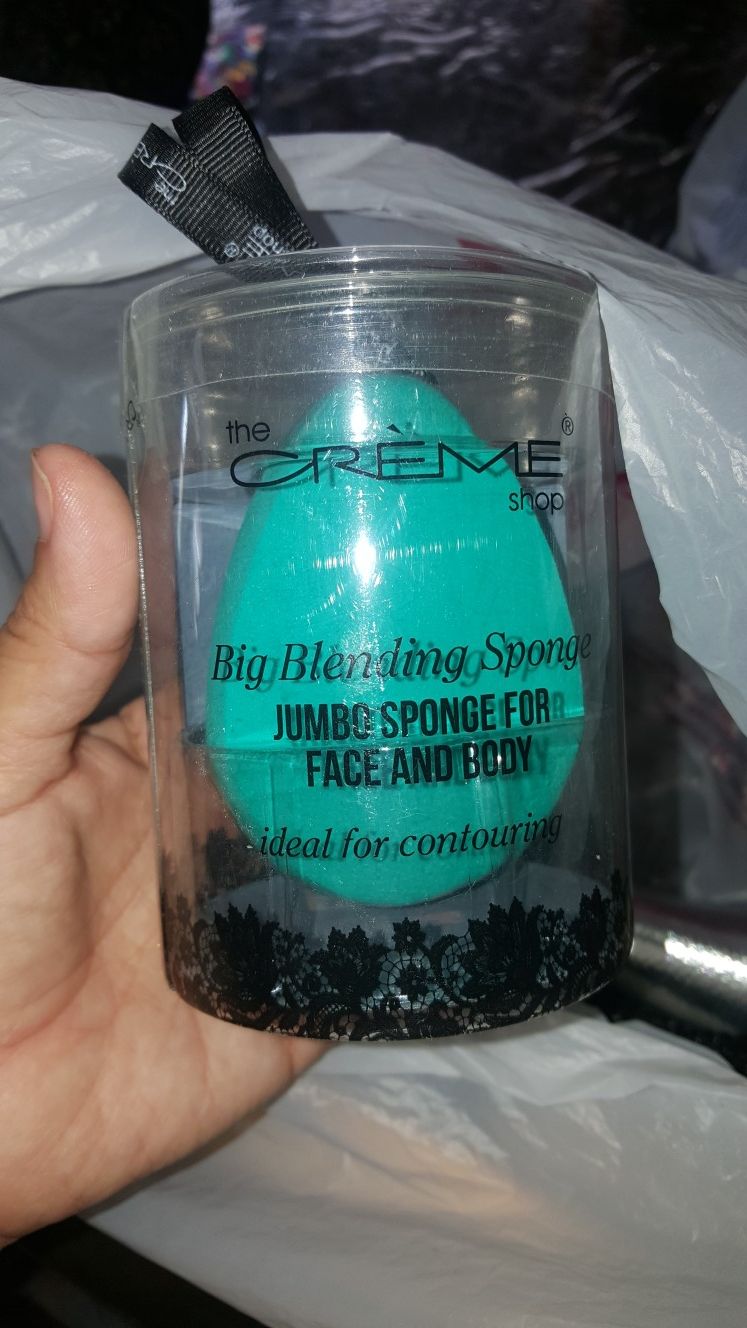 the
CRÈME®
shop
Big Blending Sponge
JUMBO SPONGE FOR
FACE AND BODY
ideal for contouring